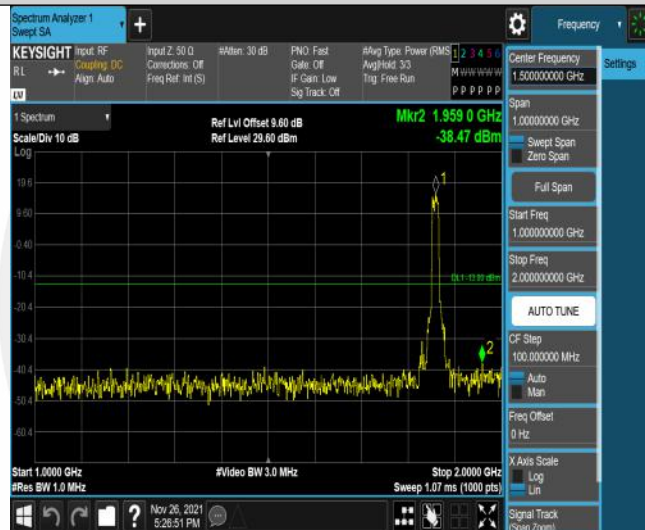 Spectrum Analyzer 1
Swept SA
+
Frequency
KEYSIGHT
RL
LXI
Input: RF
Coupling: DC
Align: Auto
Input Z: 50 Ω
Corrections: Off
Freq Ref: Int (S)
#Atten: 30 dB
PNO: Fast
Gate: Off
IF Gain: Low
Sig Track: Off
#Avg Type: Power (RMS
Avg|Hold: 3/3
Trig: Free Run
1 2 3 4 5 6
M W W W W W
P P P P P P
1 Spectrum
Scale/Div 10 dB
Log
Ref Lvl Offset 9.60 dB
Ref Level 29.60 dBm
Mkr2 1.959 0 GHz
-38.47 dBm
19.6
9.60
-0.40
-10.4
-20.4
-30.4
-40.4
-50.4
-60.4
1
DL1 -13.00 dBm
2
Start 1.0000 GHz
#Res BW 1.0 MHz
#Video BW 3.0 MHz
Stop 2.0000 GHz
Sweep 1.07 ms (1000 pts)
?
Nov 26, 2021
5:26:51 PM
Center Frequency
1.500000000 GHz
Settings
Span
1.00000000 GHz
Swept Span
Zero Span
Full Span
Start Freq
1.000000000 GHz
Stop Freq
2.000000000 GHz
AUTO TUNE
CF Step
100.000000 MHz
Auto
Man
Freq Offset
0 Hz
X Axis Scale
Log
Lin
Signal Track
(Span Zoom)